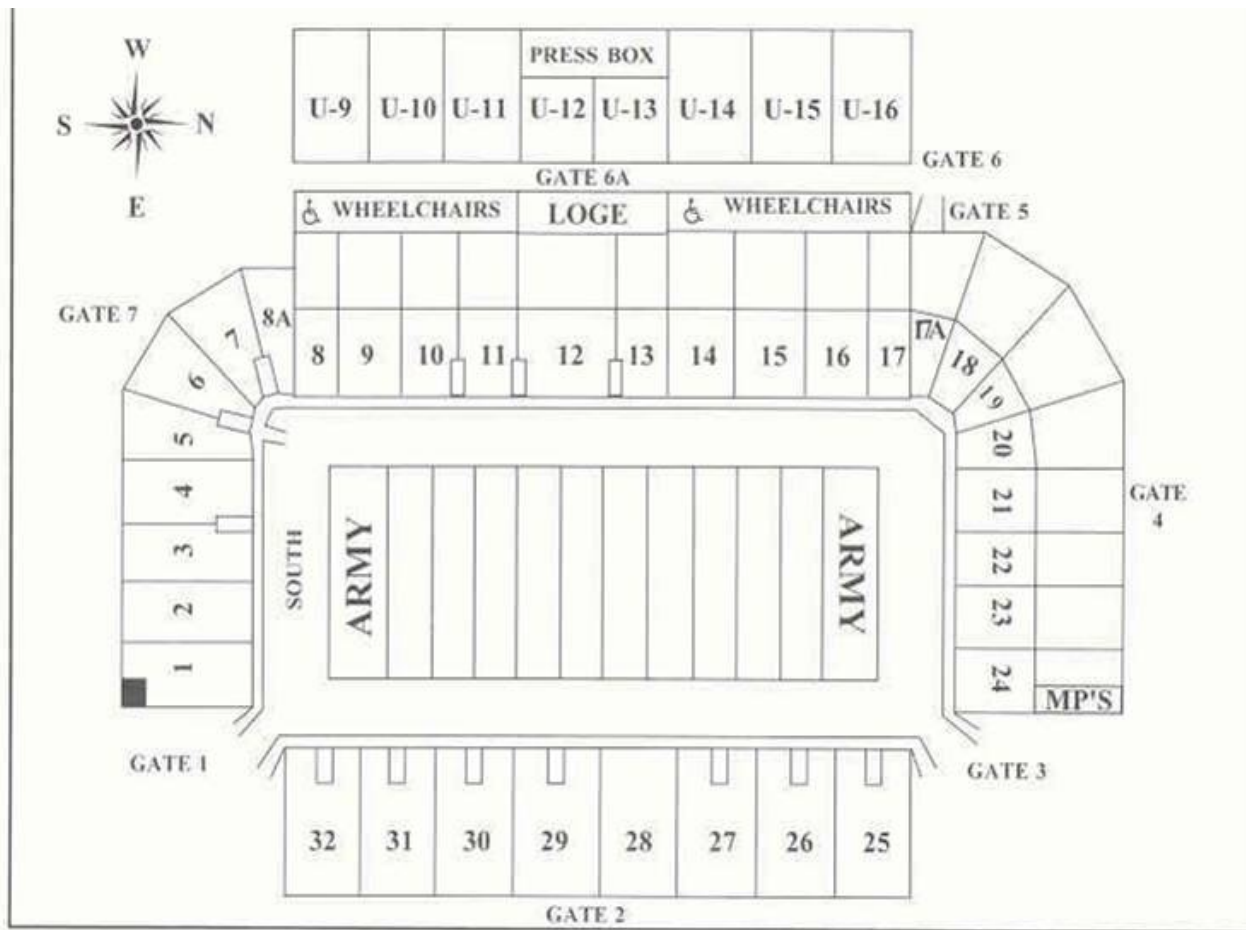 W
S N
E
PRESS BOX
U-9 U-10 U-11 U-12 U-13 U-14 U-15 U-16
GATE 6
GATE 6A
WHEELCHAIRS LOGE WHEELCHAIRS
GATE 5
GATE 7
8A 8 9 10 11 12 13 14 15 16 17 17A
7
6
5
4
3
2
1
18
19
20
21
22
23
24
GATE
4
SOUTH
ARMY ARMY
MP'S
GATE 1
GATE 3
32 31 30 29 28 27 26 25
GATE 2